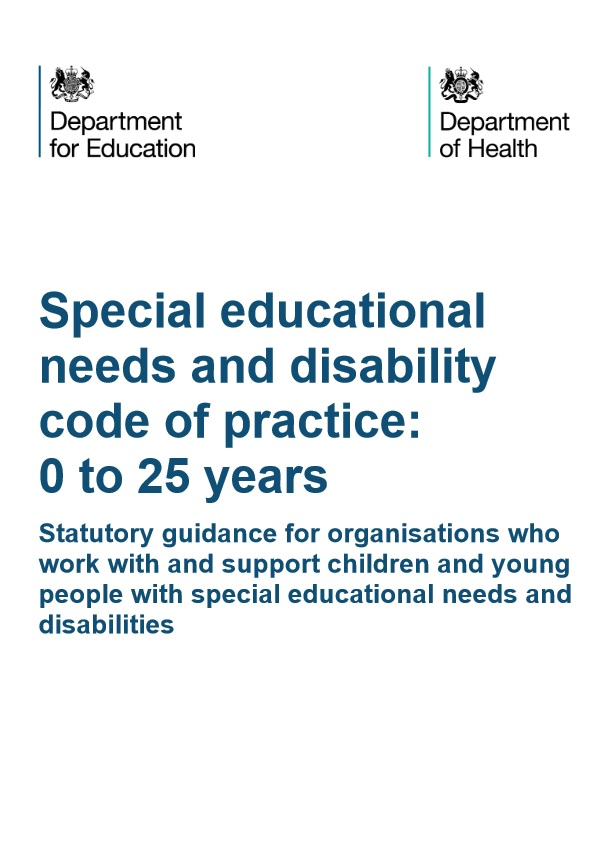 Department
for Education
Department
of Health
Special educational
needs and disability
code of practice:
0 to 25 years
Statutory guidance for organisations who
work with and support children and young
people with special educational needs and
disabilities